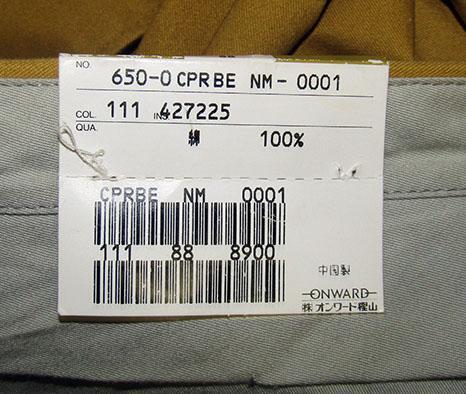 NO. 650-0 CPRBE NM-0001
COL. 111 INS 427225
QUA. 綿 100%
CPRBE NM 0001
111 88 8900
中国製
ONWARD
㈱オンワード樫山